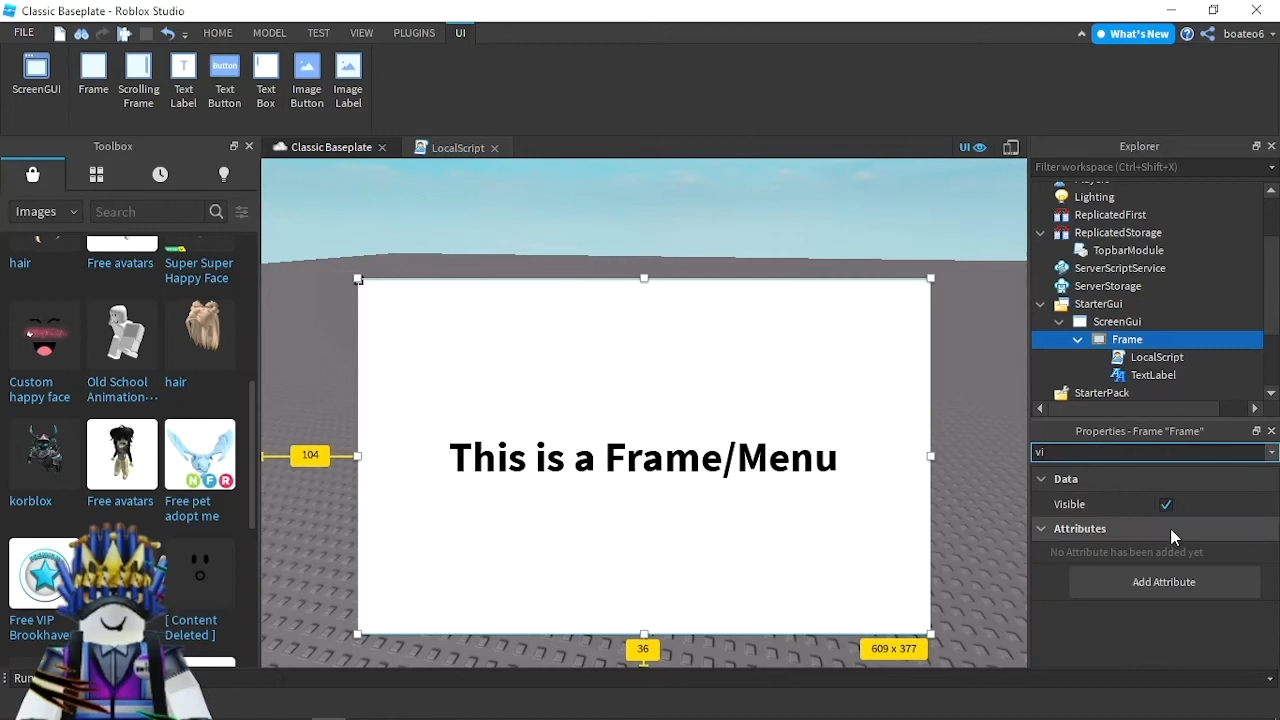 Classic Baseplate - Roblox Studio
FILE
HOME
MODEL
TEST
VIEW
PLUGINS
UI
What's New
boateo6
ScreenGUI
Frame
Scrolling
Frame
Text
Label
Button
Text
Button
Text
Box
Image
Button
Image
Label
Toolbox
Classic Baseplate
LocalScript
UI
Explorer
Images
Search
Filter workspace (Ctrl+Shift+X)
hair
Free avatars
Super Super
Happy Face
Custom
happy face
Old School
Animation...
hair
korblox
Free avatars
Free pet
adopt me
N F R
Free VIP
Brookhave
[ Content
Deleted ]
Run
This is a Frame/Menu
104
36
609 x 377
Lighting
ReplicatedFirst
ReplicatedStorage
TopbarModule
ServerScriptService
ServerStorage
StarterGui
ScreenGui
Frame
LocalScript
TextLabel
StarterPack
Properties - Frame "Frame"
vi
Data
Visible
Attributes
No Attribute has been added yet
Add Attribute